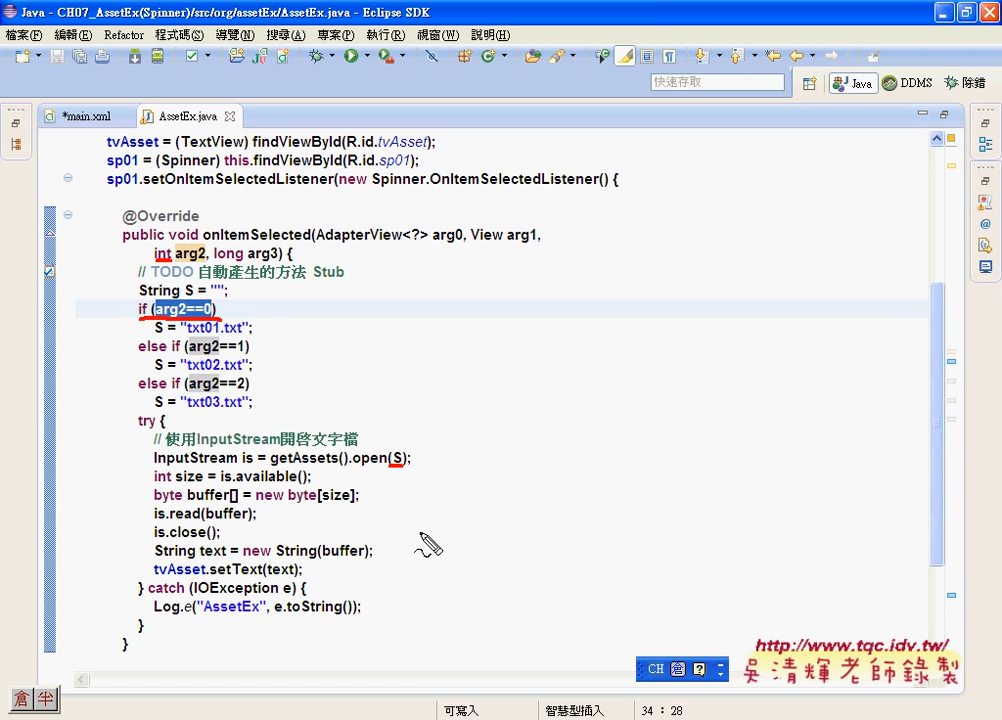 Java - CH07_AssetEx(Spinner)/src/org/assetEx/AssetEx.java - Eclipse SDK
檔案(F) 編輯(E) Refactor 程式碼(S) 導覽(N) 搜尋(A) 專案(P) 執行(R) 視窗(W) 說明(H)
快速存取 Java DDMS 除錯
*main.xml AssetEx.java
tvAsset = (TextView) findViewById(R.id.tvAsset);
sp01 = (Spinner) this.findViewById(R.id.sp01);
sp01.setOnItemSelectedListener(new Spinner.OnItemSelectedListener() {
@Override
public void onItemSelected(AdapterView<?> arg0, View arg1,
int arg2, long arg3) {
// TODO 自動產生的方法 Stub
String S = "";
if (arg2==0)
S = "txt01.txt";
else if (arg2==1)
S = "txt02.txt";
else if (arg2==2)
S = "txt03.txt";
try {
// 使用InputStream開啓文字檔
InputStream is = getAssets().open(S);
int size = is.available();
byte buffer[] = new byte[size];
is.read(buffer);
is.close();
String text = new String(buffer);
tvAsset.setText(text);
} catch (IOException e) {
Log.e("AssetEx", e.toString());
}
}
http://www.tqc.idv.tw/
吳清輝老師錄製
CH 倉 ?
倉 半
可寫入 智慧型插入 34 : 28